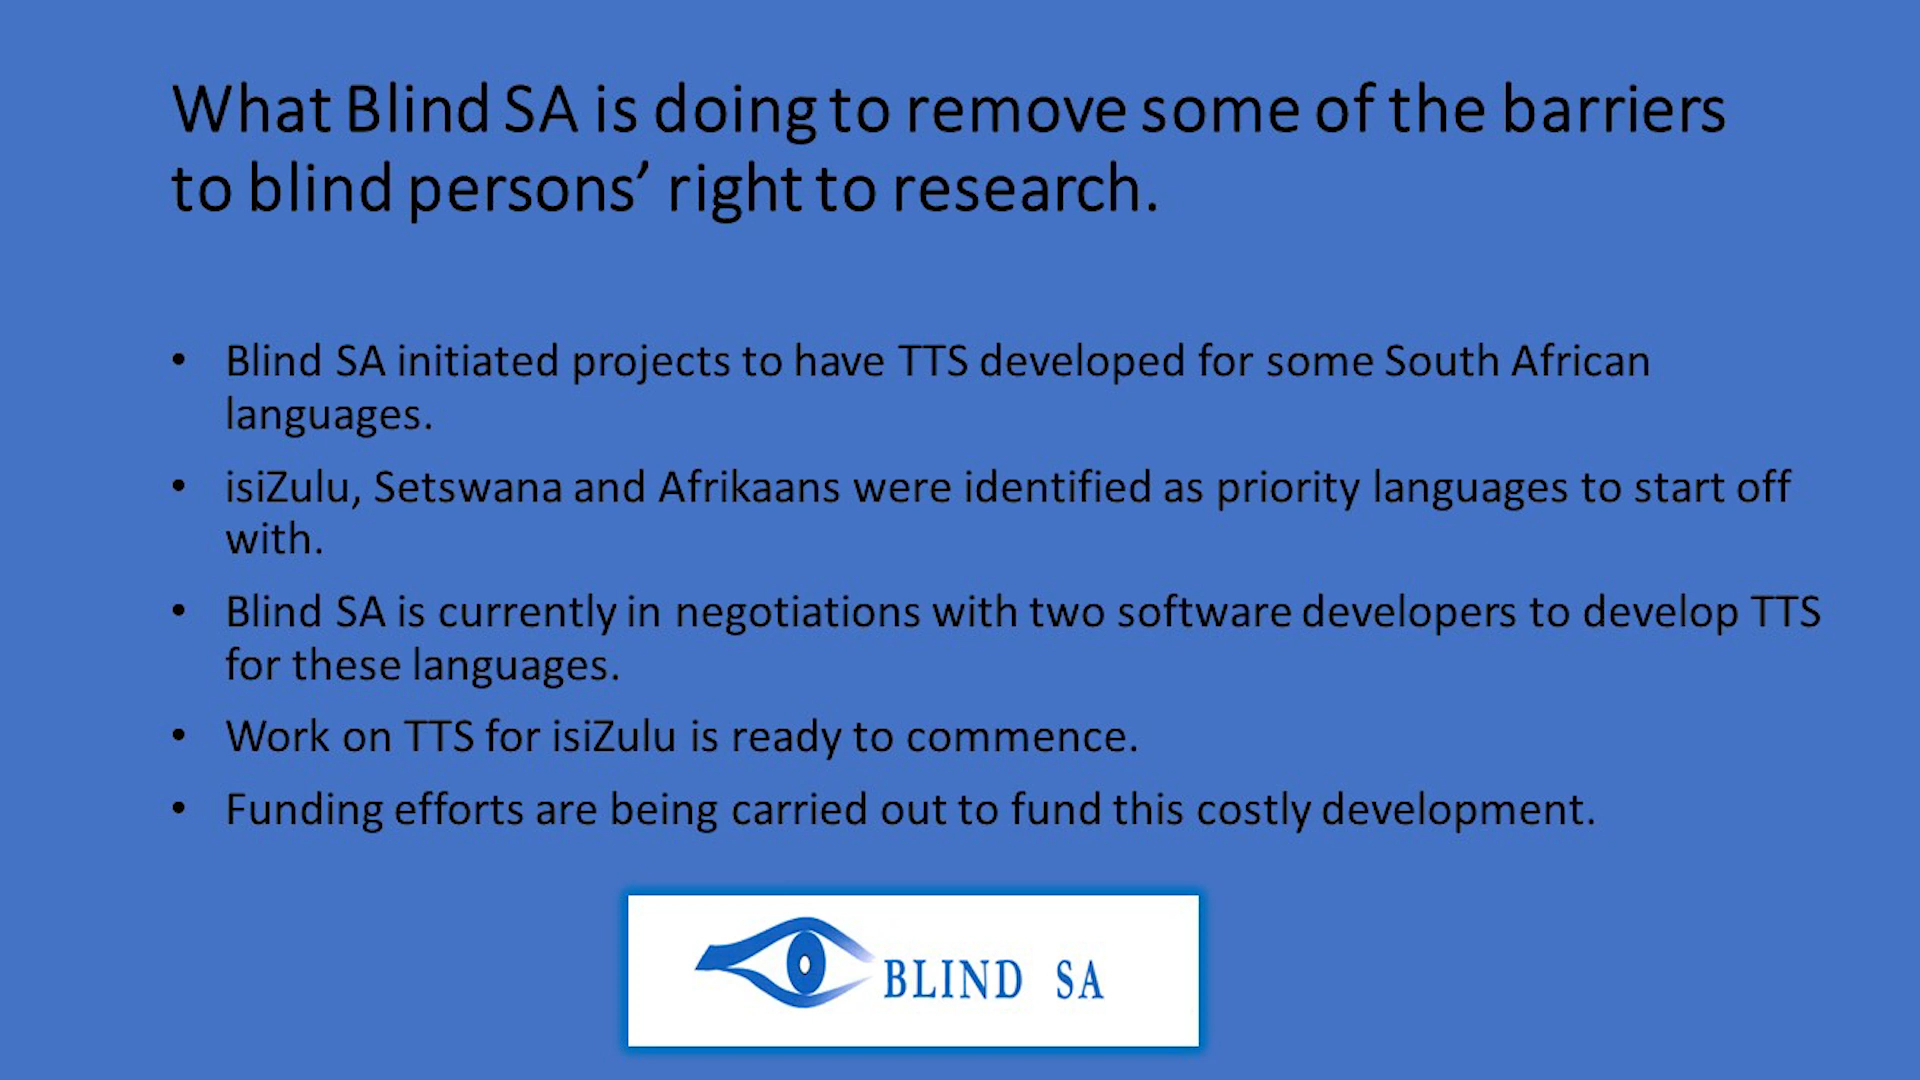 What Blind SA is doing to remove some of the barriers
to blind persons’ right to research.
• Blind SA initiated projects to have TTS developed for some South African
languages.
• isiZulu, Setswana and Afrikaans were identified as priority languages to start off
with.
• Blind SA is currently in negotiations with two software developers to develop TTS
for these languages.
• Work on TTS for isiZulu is ready to commence.
• Funding efforts are being carried out to fund this costly development.
BLIND SA